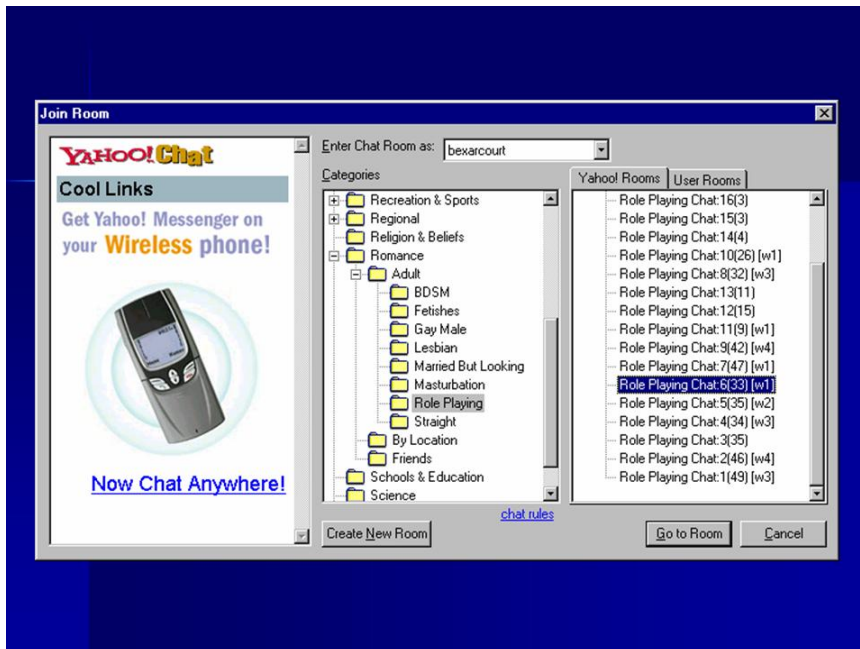 Join Room
YAHOO! Chat
Cool Links
Get Yahoo! Messenger on
your Wireless phone!
Now Chat Anywhere!
Enter Chat Room as:
bexarcourt
Categories
Recreation & Sports
Regional
Religion & Beliefs
Romance
Adult
BDSM
Fetishes
Gay Male
Lesbian
Married But Looking
Masturbation
Role Playing
Straight
By Location
Friends
Schools & Education
Science
chat rules
Yahoo! Rooms
User Rooms
Role Playing Chat:16(3)
Role Playing Chat:15(3)
Role Playing Chat:14(4)
Role Playing Chat:10(26) [w1]
Role Playing Chat:8(32) [w3]
Role Playing Chat:13(11)
Role Playing Chat:12(15)
Role Playing Chat:11(9) [w1]
Role Playing Chat:9(42) [w4]
Role Playing Chat:7(47) [w1]
Role Playing Chat:6(33) [w1]
Role Playing Chat:5(35) [w2]
Role Playing Chat:4(34) [w3]
Role Playing Chat:3(35)
Role Playing Chat:2(46) [w4]
Role Playing Chat:1(49) [w3]
Create New Room
Go to Room
Cancel